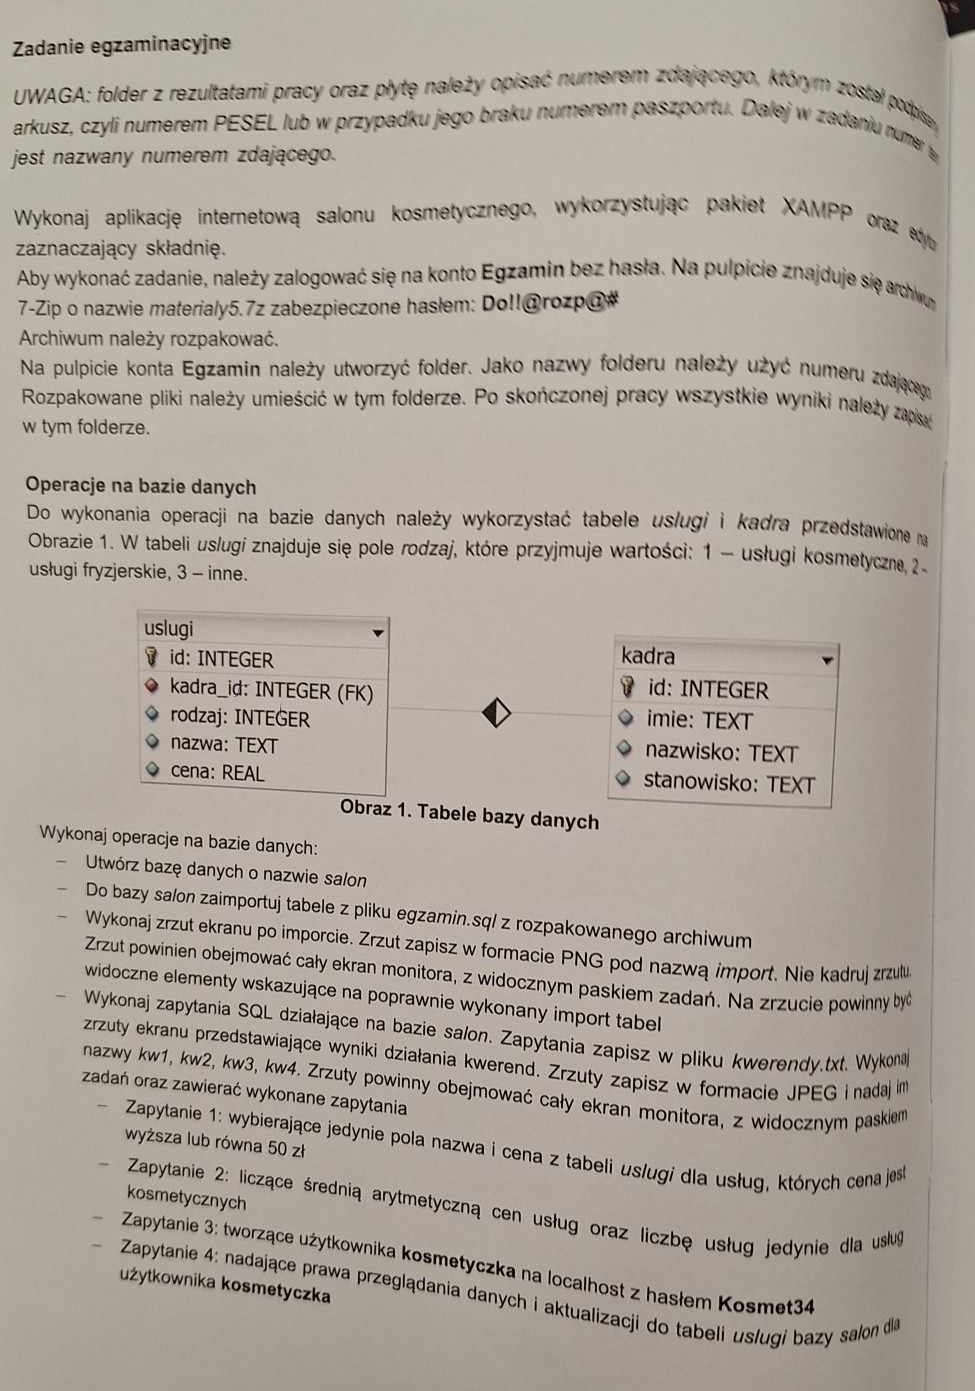 Zadanie egzaminacyjne
UWAGA: folder z rezultatami pracy oraz płytę należy opisać numerem zdającego, którym został podpisany
arkusz, czyli numerem PESEL lub w przypadku jego braku numerem paszportu. Dalej w zadaniu numer ten
jest nazwany numerem zdającego.
Wykonaj aplikację internetową salonu kosmetycznego, wykorzystując pakiet XAMPP oraz
zaznaczający składnię.
Aby wykonać zadanie, należy zalogować się na konto Egzamin bez hasła. Na pulpicie znajduje się archiwum
7-Zip o nazwie materialy5.7z zabezpieczone hasłem: Do!!@rozp@#
Archiwum należy rozpakować.
Na pulpicie konta Egzamin należy utworzyć folder. Jako nazwy folderu należy użyć numeru zdającego.
Rozpakowane pliki należy umieścić w tym folderze. Po skończonej pracy wszystkie wyniki należy zapisać
w tym folderze.
Operacje na bazie danych
Do wykonania operacji na bazie danych należy wykorzystać tabele uslugi i kadra przedstawione na
Obrazie 1. W tabeli uslugi znajduje się pole rodzaj, które przyjmuje wartości: 1 – usługi kosmetyczne, 2 -
usługi fryzjerskie, 3 – inne.
uslugi
id: INTEGER
kadra_id: INTEGER (FK)
rodzaj: INTEGER
nazwa: TEXT
cena: REAL
kadra
id: INTEGER
imie: TEXT
nazwisko: TEXT
stanowisko: TEXT
Obraz 1. Tabele bazy danych
Wykonaj operacje na bazie danych:
– Utwórz bazę danych o nazwie salon
– Do bazy salon zaimportuj tabele z pliku egzamin.sql z rozpakowanego archiwum
– Wykonaj zrzut ekranu po imporcie. Zrzut zapisz w formacie PNG pod nazwą import. Nie kadruj zrzutu.
Zrzut powinien obejmować cały ekran monitora, z widocznym paskiem zadań. Na zrzucie powinny być
widoczne elementy wskazujące na poprawnie wykonany import tabel
– Wykonaj zapytania SQL działające na bazie salon. Zapytania zapisz w pliku kwerendy.txt. Wykonaj
zrzuty ekranu przedstawiające wyniki działania kwerend. Zrzuty zapisz w formacie JPEG i nadaj im
nazwy kw1, kw2, kw3, kw4. Zrzuty powinny obejmować cały ekran monitora, z widocznym paskiem
zadań oraz zawierać wykonane zapytania
– Zapytanie 1: wybierające jedynie pola nazwa i cena z tabeli uslugi dla usług, których cena jest
wyższa lub równa 50 zł
– Zapytanie 2: liczące średnią arytmetyczną cen usług oraz liczbę usług jedynie dla usług
kosmetycznych
– Zapytanie 3: tworzące użytkownika kosmetyczka na localhost z hasłem Kosmet34
– Zapytanie 4: nadające prawa przeglądania danych i aktualizacji do tabeli uslugi bazy salon dla
użytkownika kosmetyczka